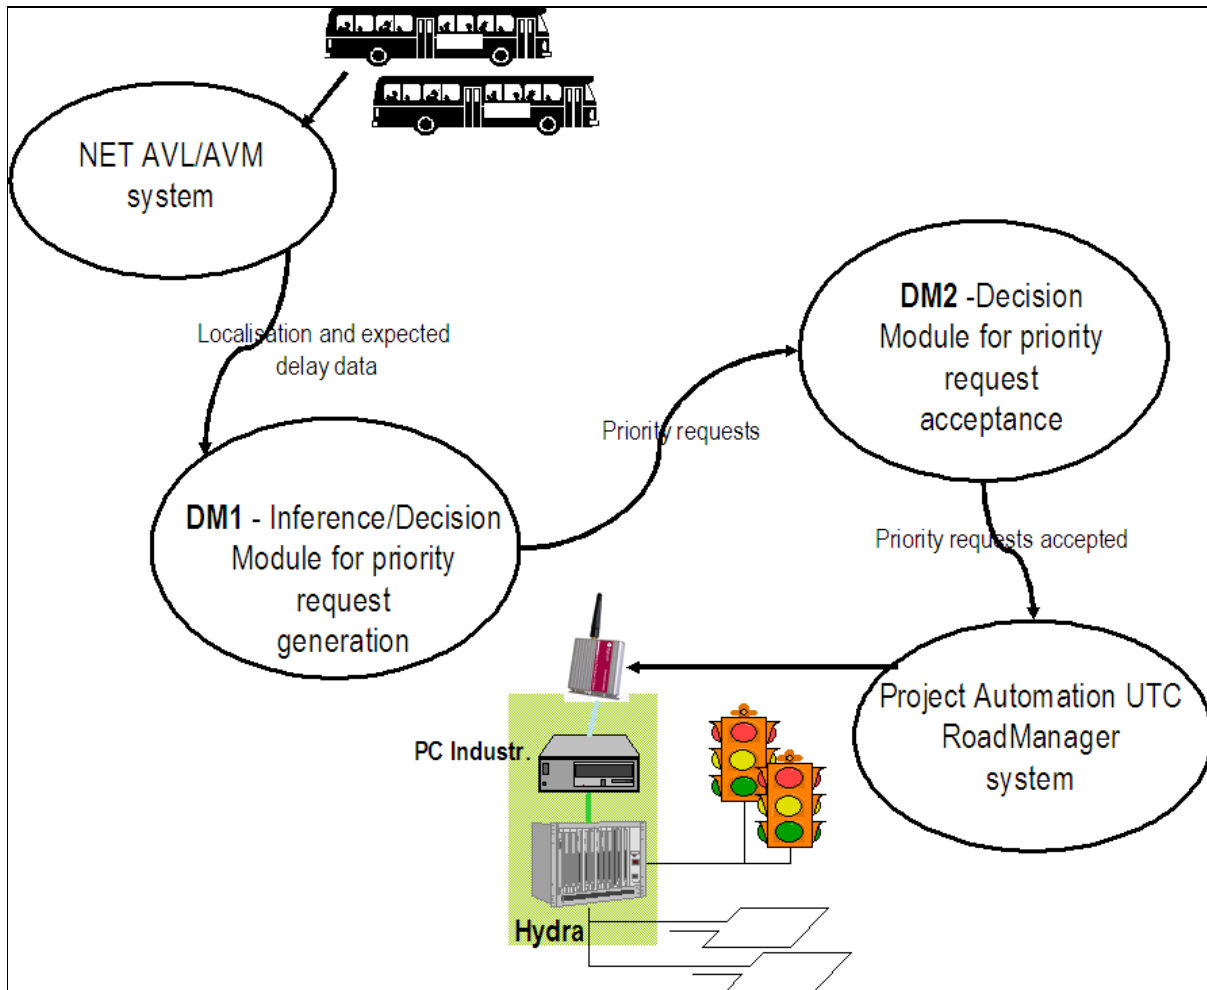 NET AVL/AVM
system
Localisation and expected
delay data
DM1 - Inference/Decision
Module for priority
request
generation
Priority requests
DM2 -Decision
Module for priority
request
acceptance
Priority requests accepted
Project Automation UTC
RoadManager
system
PC Industr.
Hydra